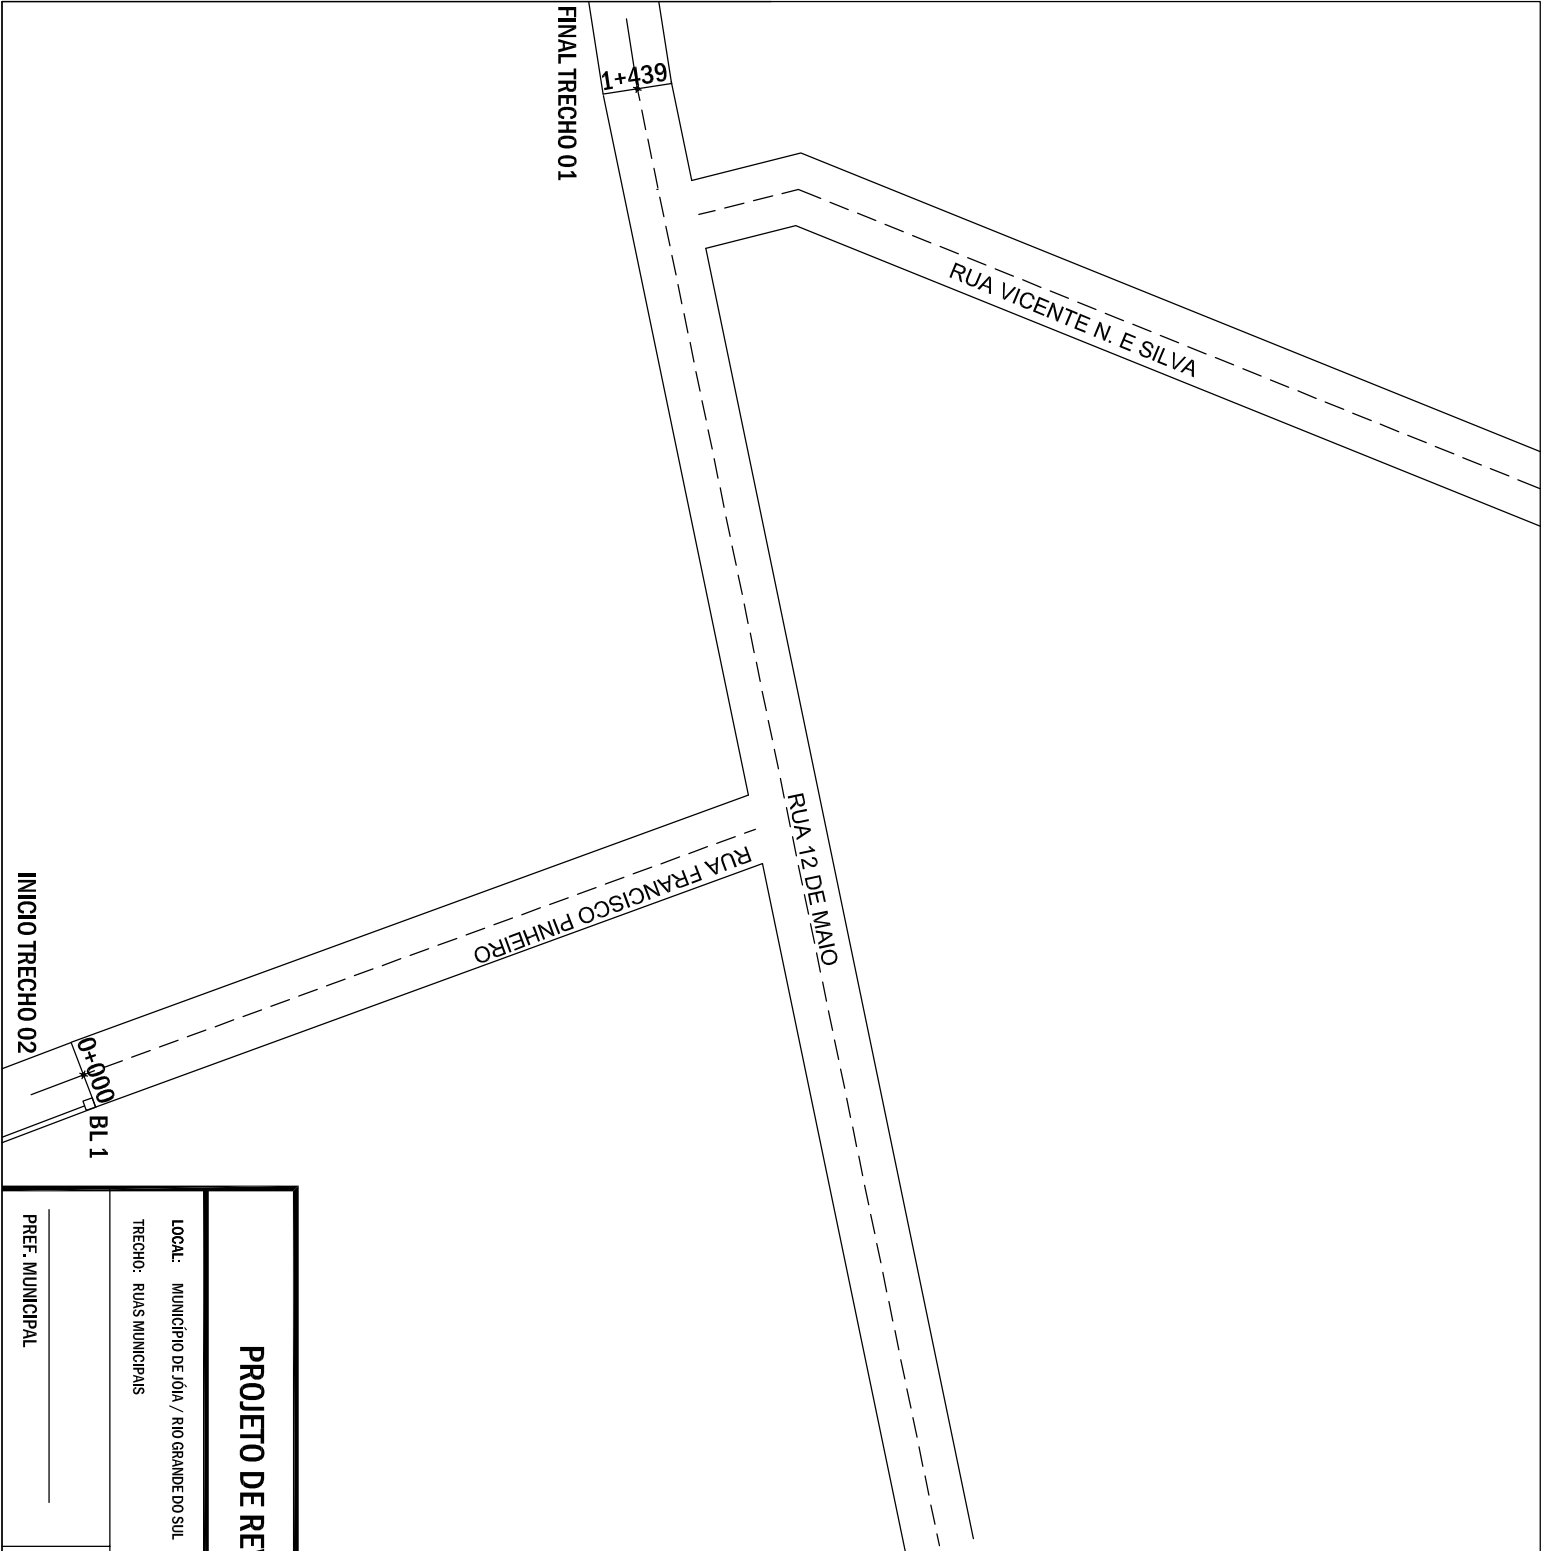 FINAL TRECHO 01
1+439
RUA VICENTE N. E SILVA
RUA 12 DE MAIO
RUA FRANCISCO PINHEIRO
INICIO TRECHO 02
0+000
BL 1
PROJETO DE RE
LOCAL: MUNICÍPIO DE JÓIA / RIO GRANDE DO SUL
TRECHO: RUAS MUNICIPAIS
PREF. MUNICIPAL